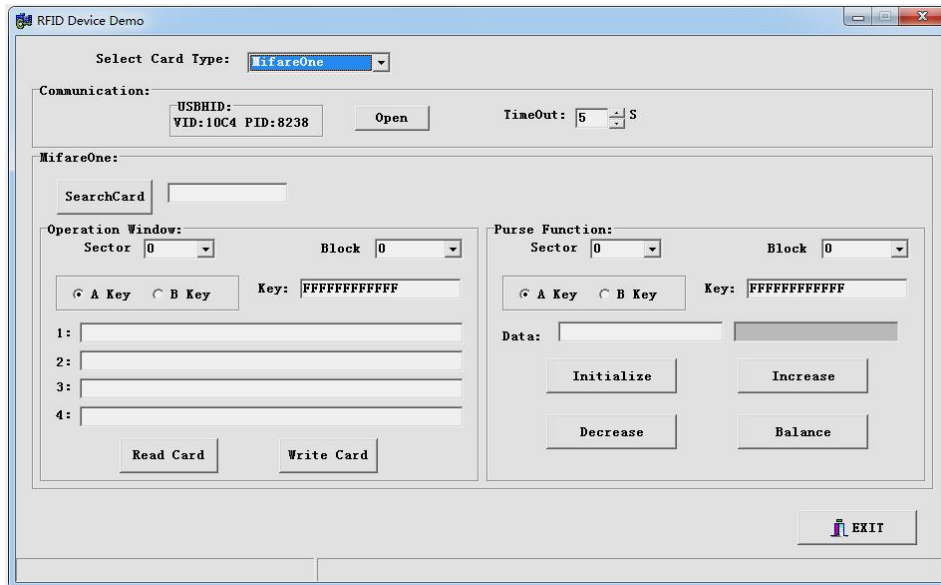 RFID Device Demo
Select Card Type: MifareOne
Communication:
USBHID:
VID:10C4 PID:8238
Open
TimeOut: 5 S
MifareOne:
SearchCard
Operation Window:
Sector 0 Block 0
A Key B Key Key: FFFFFFFFFFFF
1:
2:
3:
4:
Read Card Write Card
Purse Function:
Sector 0 Block 0
A Key B Key Key: FFFFFFFFFFFF
Data:
Initialize Increase
Decrease Balance
EXIT